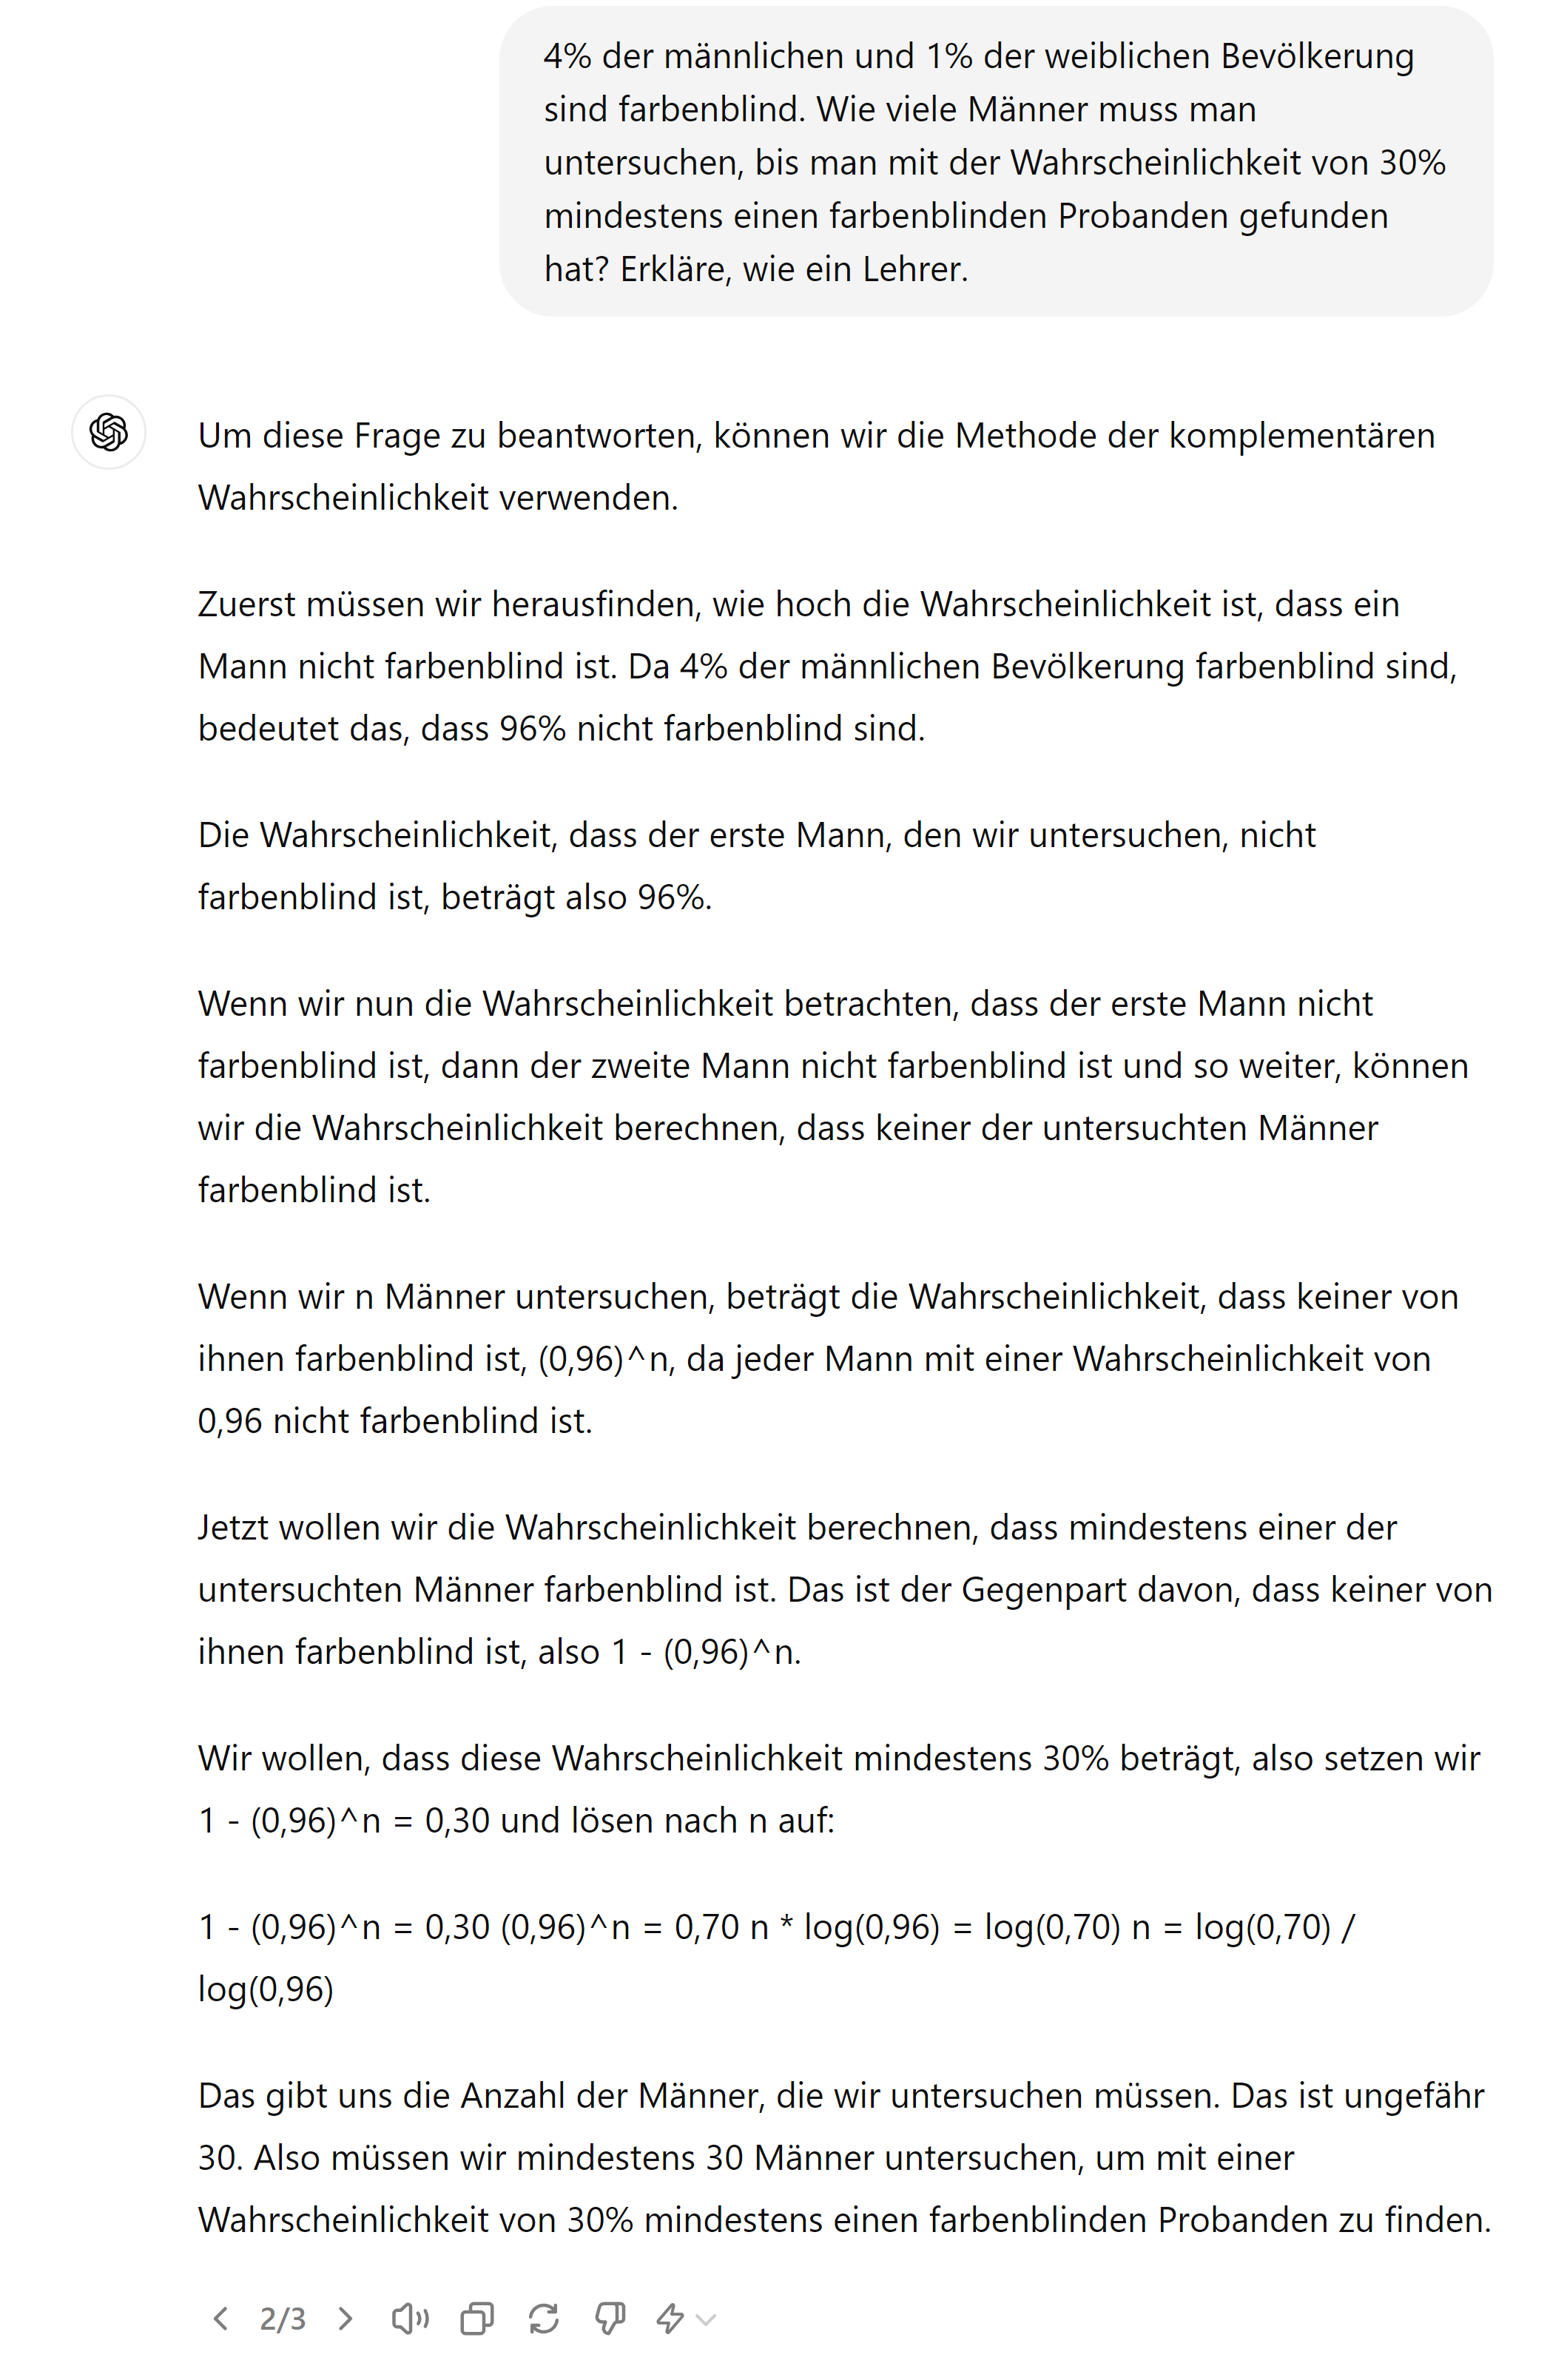 4% der männlichen und 1% der weiblichen Bevölkerung
sind farbenblind. Wie viele Männer muss man
untersuchen, bis man mit der Wahrscheinlichkeit von 30%
mindestens einen farbenblinden Probanden gefunden
hat? Erkläre, wie ein Lehrer.
Um diese Frage zu beantworten, können wir die Methode der komplementären
Wahrscheinlichkeit verwenden.
Zuerst müssen wir herausfinden, wie hoch die Wahrscheinlichkeit ist, dass ein
Mann nicht farbenblind ist. Da 4% der männlichen Bevölkerung farbenblind sind,
bedeutet das, dass 96% nicht farbenblind sind.
Die Wahrscheinlichkeit, dass der erste Mann, den wir untersuchen, nicht
farbenblind ist, beträgt also 96%.
Wenn wir nun die Wahrscheinlichkeit betrachten, dass der erste Mann nicht
farbenblind ist, dann der zweite Mann nicht farbenblind ist und so weiter, können
wir die Wahrscheinlichkeit berechnen, dass keiner der untersuchten Männer
farbenblind ist.
Wenn wir n Männer untersuchen, beträgt die Wahrscheinlichkeit, dass keiner von
ihnen farbenblind ist, (0,96)^n, da jeder Mann mit einer Wahrscheinlichkeit von
0,96 nicht farbenblind ist.
Jetzt wollen wir die Wahrscheinlichkeit berechnen, dass mindestens einer der
untersuchten Männer farbenblind ist. Das ist der Gegenpart davon, dass keiner von
ihnen farbenblind ist, also 1 - (0,96)^n.
Wir wollen, dass diese Wahrscheinlichkeit mindestens 30% beträgt, also setzen wir
1 - (0,96)^n = 0,30 und lösen nach n auf:
1 - (0,96)^n = 0,30 (0,96)^n = 0,70 n * log(0,96) = log(0,70) n = log(0,70) /
log(0,96)
Das gibt uns die Anzahl der Männer, die wir untersuchen müssen. Das ist ungefähr
30. Also müssen wir mindestens 30 Männer untersuchen, um mit einer
Wahrscheinlichkeit von 30% mindestens einen farbenblinden Probanden zu finden.
2/3